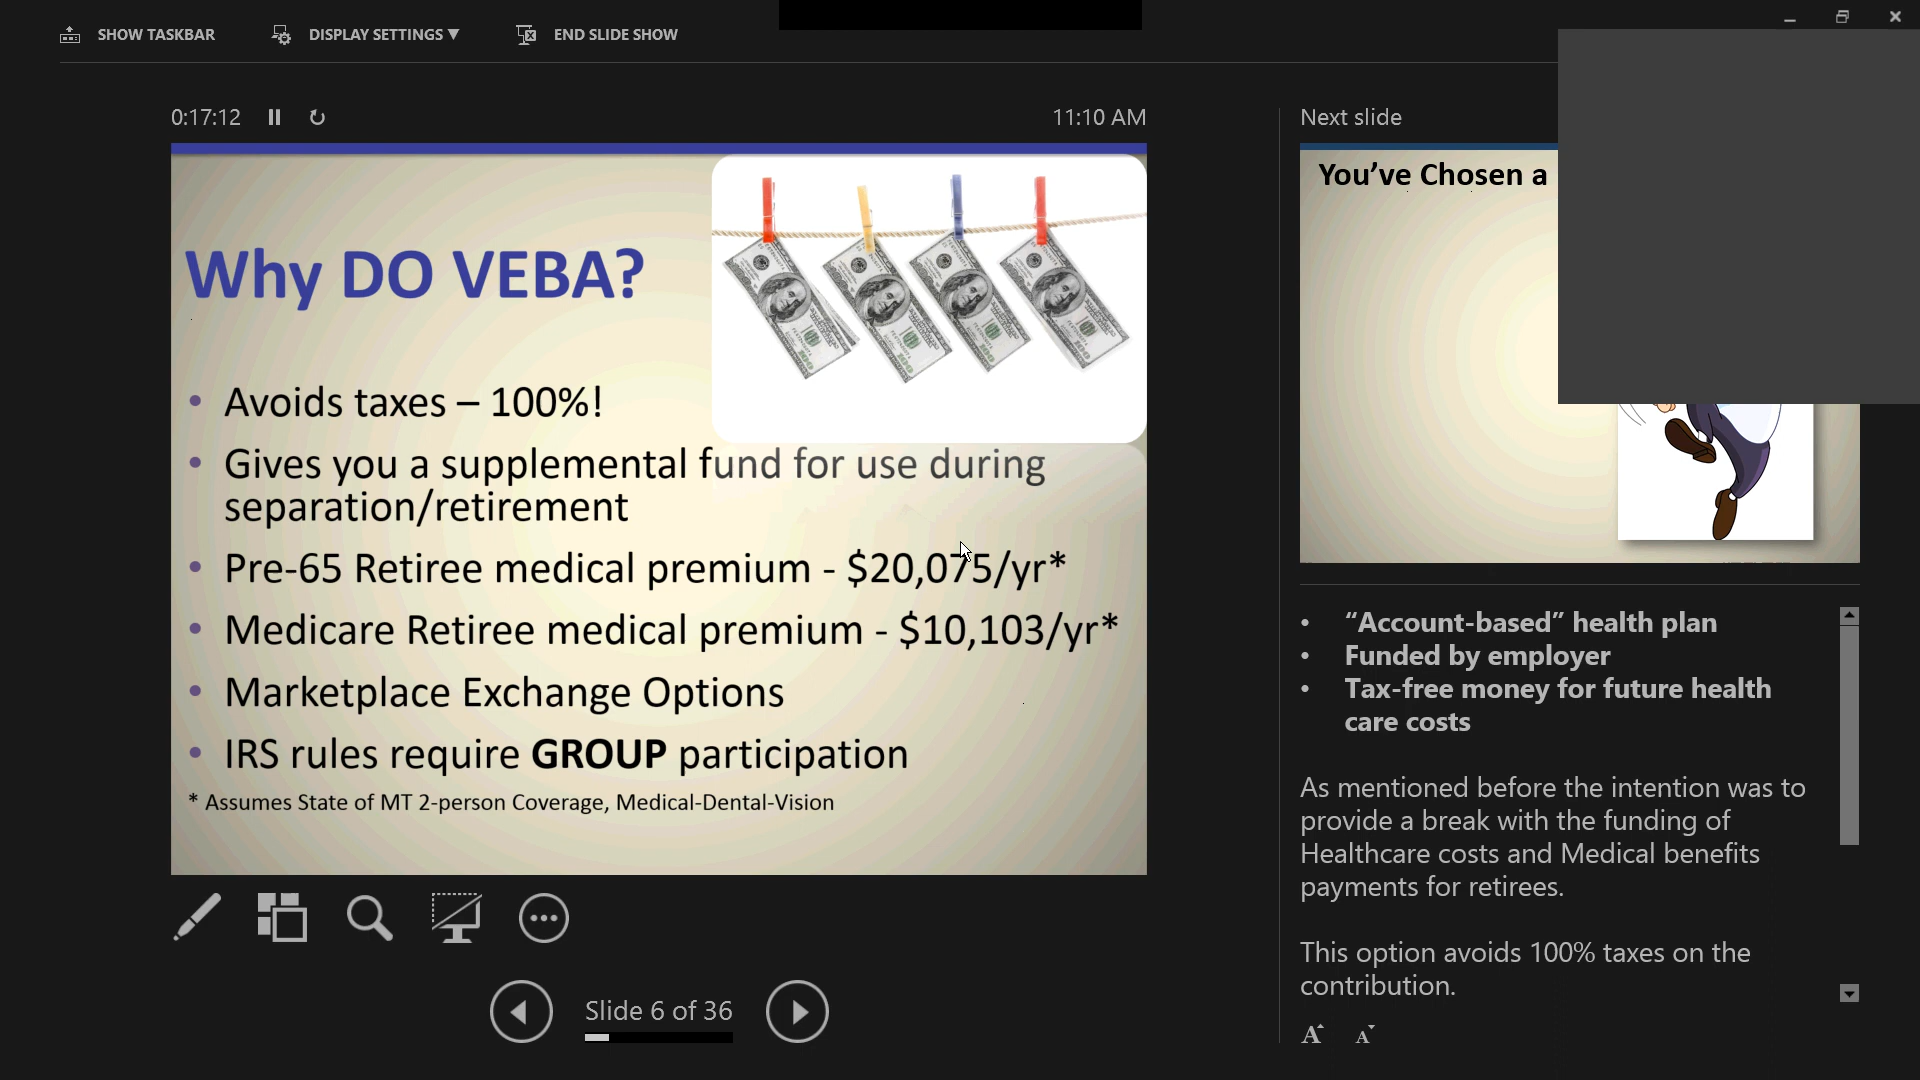 SHOW TASKBAR
DISPLAY SETTINGS ▼
END SLIDE SHOW
0:17:12
11:10 AM
Why DO VEBA?
• Avoids taxes – 100%!
• Gives you a supplemental fund for use during
separation/retirement
• Pre-65 Retiree medical premium - $20,075/yr*
• Medicare Retiree medical premium - $10,103/yr*
• Marketplace Exchange Options
• IRS rules require GROUP participation
* Assumes State of MT 2-person Coverage, Medical-Dental-Vision
Slide 6 of 36
Next slide
You’ve Chosen a
• “Account-based” health plan
• Funded by employer
• Tax-free money for future health
care costs
As mentioned before the intention was to
provide a break with the funding of
Healthcare costs and Medical benefits
payments for retirees.
This option avoids 100% taxes on the
contribution.
A A